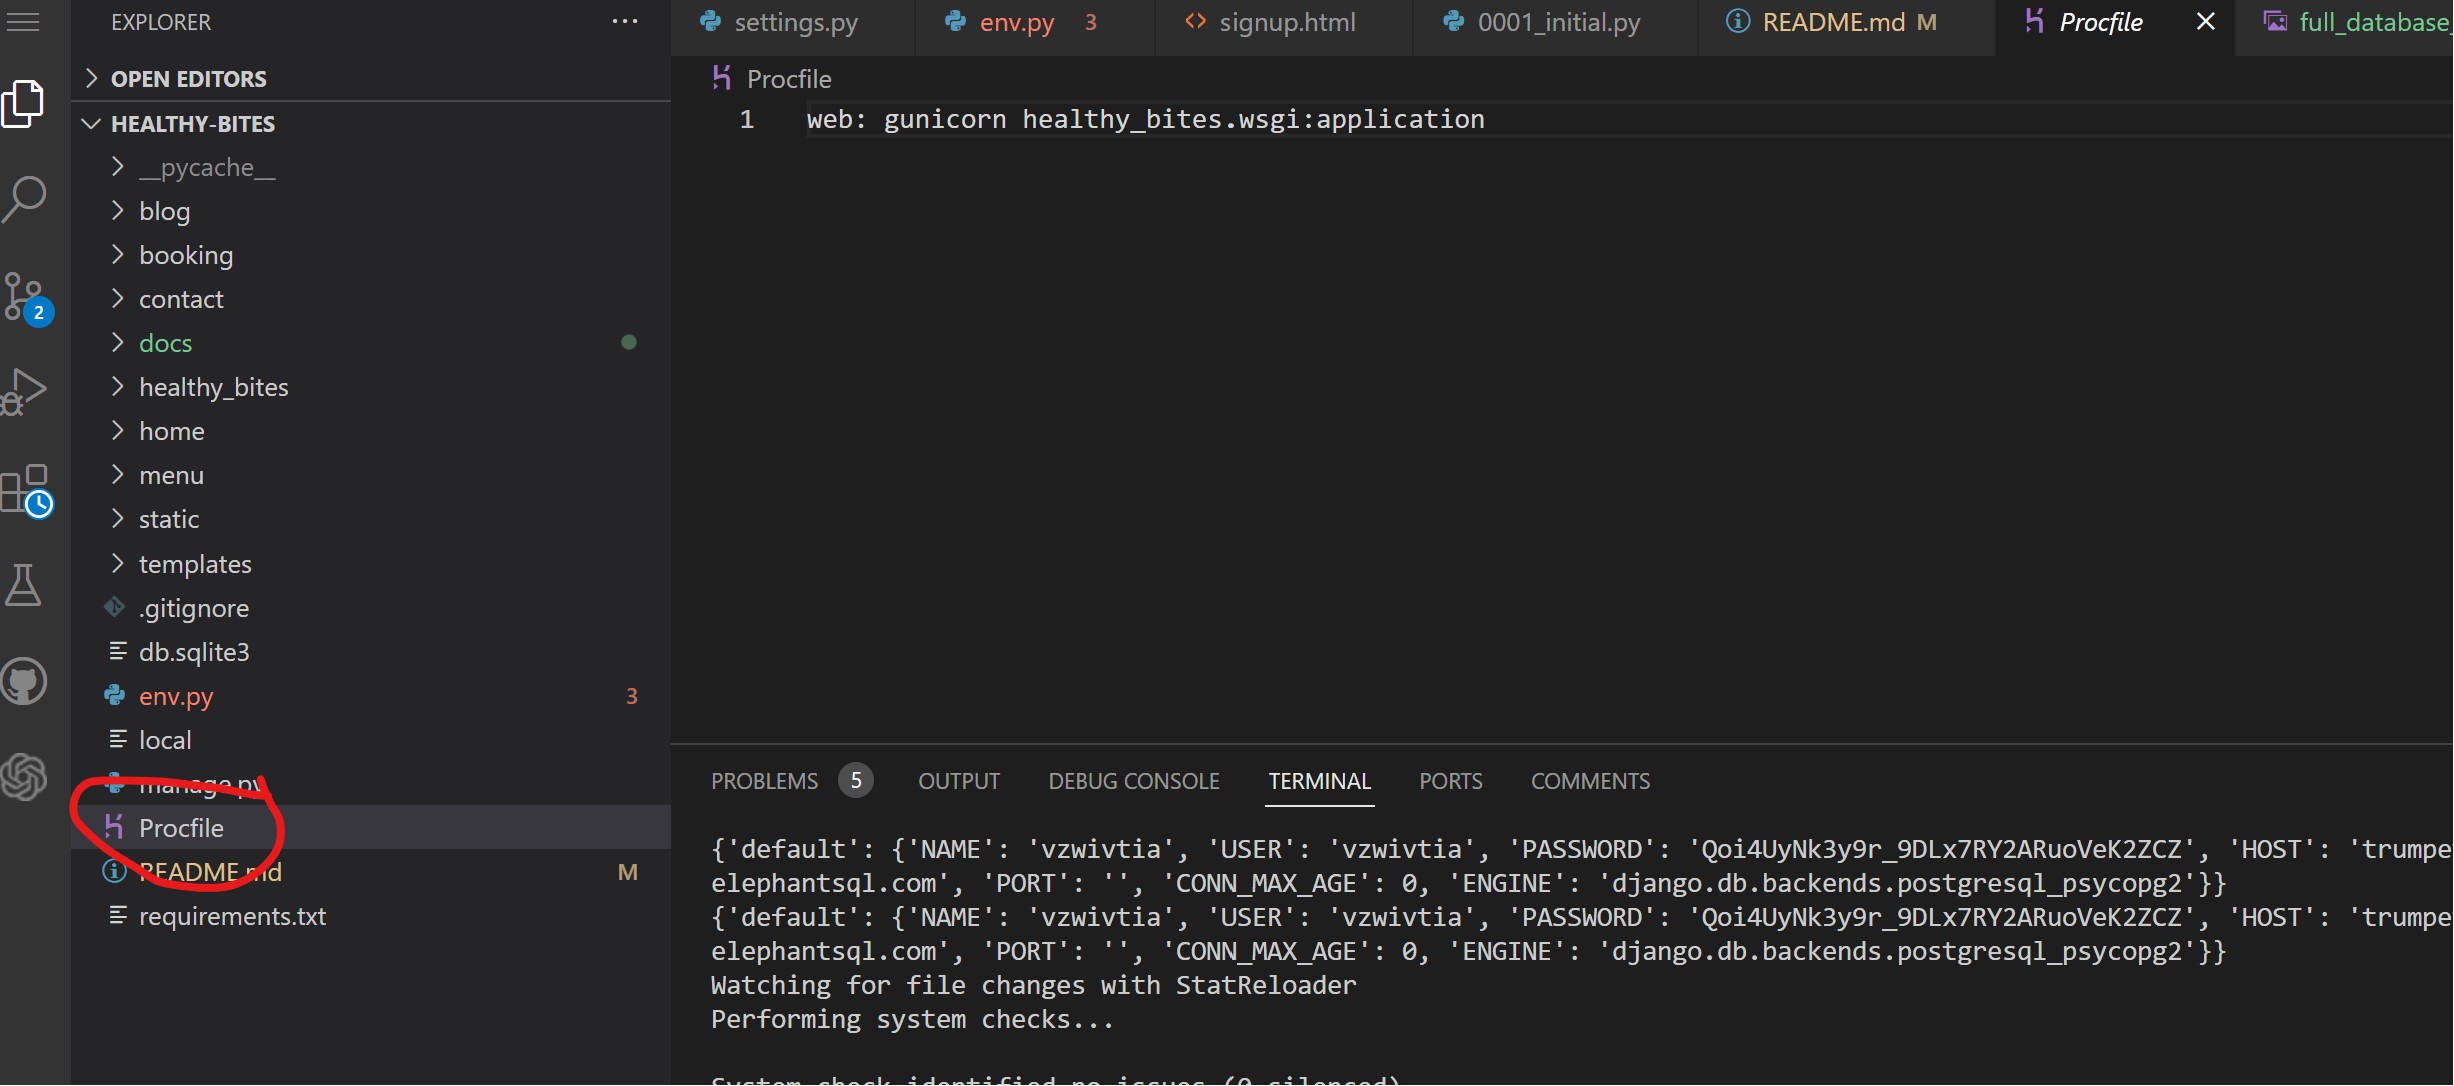 EXPLORER
settings.py
env.py 3
signup.html
0001_initial.py
README.md M
Procfile
full_database_
OPEN EDITORS
HEALTHY-BITES
__pycache__
blog
booking
contact
docs
healthy_bites
home
menu
static
templates
.gitignore
db.sqlite3
env.py 3
local
manage.py
Procfile
README.md M
requirements.txt
2
Procfile
1 web: gunicorn healthy_bites.wsgi:application
PROBLEMS 5 OUTPUT DEBUG CONSOLE TERMINAL PORTS COMMENTS
{'default': {'NAME': 'vzwivtia', 'USER': 'vzwivtia', 'PASSWORD': 'Qoi4UyNk3y9r_9DLx7RY2ARuoVeK2ZCZ', 'HOST': 'trumpe
elephantsql.com', 'PORT': '', 'CONN_MAX_AGE': 0, 'ENGINE': 'django.db.backends.postgresql_psycopg2'}}
{'default': {'NAME': 'vzwivtia', 'USER': 'vzwivtia', 'PASSWORD': 'Qoi4UyNk3y9r_9DLx7RY2ARuoVeK2ZCZ', 'HOST': 'trumpe
elephantsql.com', 'PORT': '', 'CONN_MAX_AGE': 0, 'ENGINE': 'django.db.backends.postgresql_psycopg2'}}
Watching for file changes with StatReloader
Performing system checks...
System check identified no issues (0 silenced)